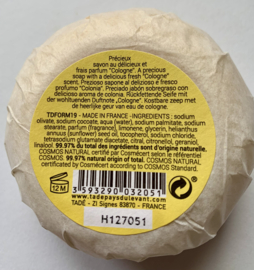 Précieux
savon au délicieux et
frais parfum "Cologne". A precious
soap with a delicious fresh "Cologne"
scent. Prezioso sapone al delizioso e fresco
profumo "Colonia". Preciado jabón sabroso con
aroma de colonia. Rückfettende Seife mit
der wohltuenden Duftnote „Cologne“. Kostbare zeep met
de heerlijke geur van eau de cologne.
TDFORM19 - MADE IN FRANCE - INGREDIENTS : sodium
olivate, sodium cocoate, aqua (water), sodium palmitate, sodium
stearate, parfum (fragrance), limonene, glycerin, helianthus
annuus (sunflower) seed oil, tocopherol, sodium chloride,
tetrasodium glutamate diacetate, citral, citronellol, geraniol,
linalool. 99.97% du total des ingrédients sont d'origine naturelle.
COSMOS NATURAL certifié par Cosmécert selon le référentiel
COSMOS. 99.97% natural origin of total. COSMOS NATURAL
certified by Cosmécert according to COSMOS Standard.
12M
3 593290 032051
www.tadepaysdulevant.com
TADÉ - ZI Signes 83870 - FRANCE
H127051